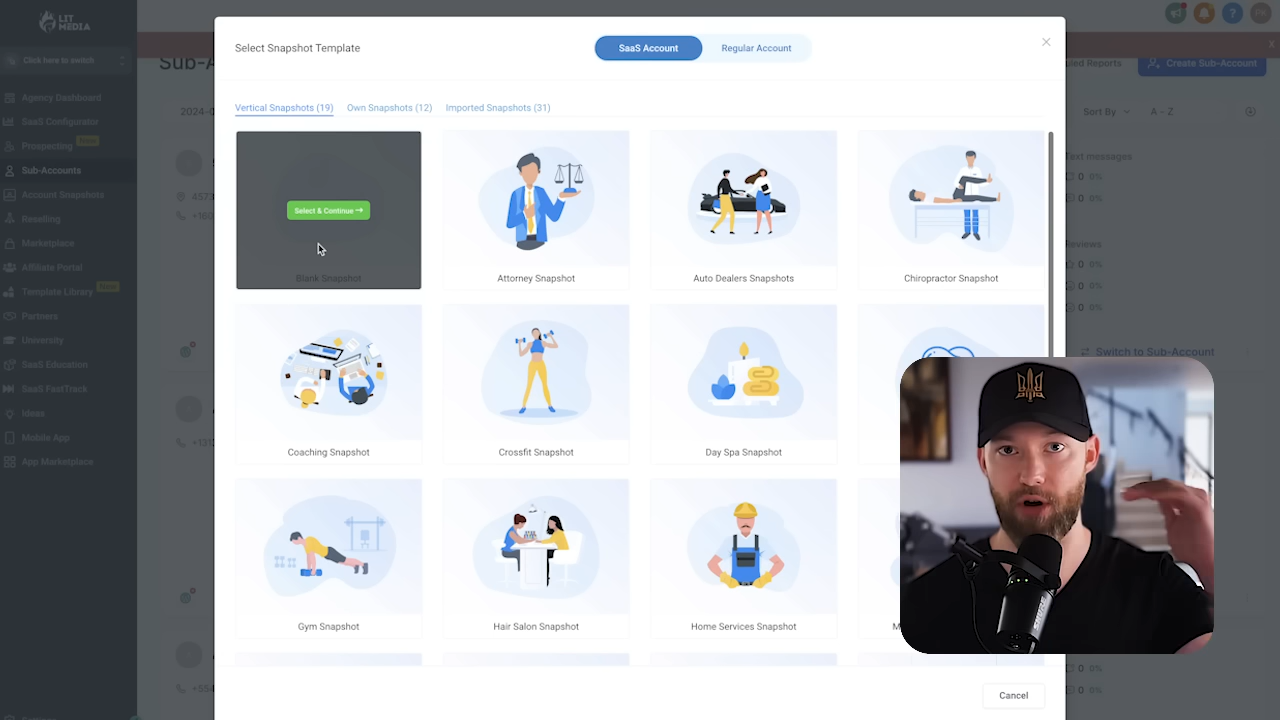 LIT
MEDIA
Click here to switch
Agency Dashboard
SaaS Configurator
Prospecting New
Sub-Accounts
Account Snapshots
Reselling
Marketplace
Affiliate Portal
Template Library New
Partners
University
SaaS Education
SaaS FastTrack
Ideas
Mobile App
App Marketplace
Sub-A
Reports
Create Sub-Account
2024-
Sort By
A – Z
Text messages
0 0%
0 0%
Reviews
0 0%
0 0%
0 0%
Switch to Sub-Account
0 0%
0 0%
Select Snapshot Template
SaaS Account
Regular Account
Vertical Snapshots (19)
Own Snapshots (12)
Imported Snapshots (31)
Select & Continue →
Blank Snapshot
Attorney Snapshot
Auto Dealers Snapshots
Chiropractor Snapshot
Coaching Snapshot
Crossfit Snapshot
Day Spa Snapshot
Gym Snapshot
Hair Salon Snapshot
Home Services Snapshot
Cancel